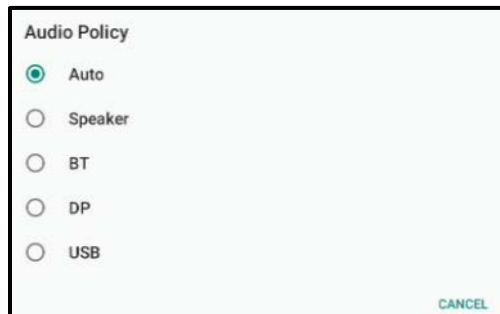 Audio Policy
Auto
Speaker
BT
DP
USB
CANCEL